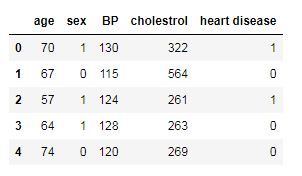 age sex BP cholestrol heart disease
0 70 1 130 322 1
1 67 0 115 564 0
2 57 1 124 261 1
3 64 1 128 263 0
4 74 0 120 269 0